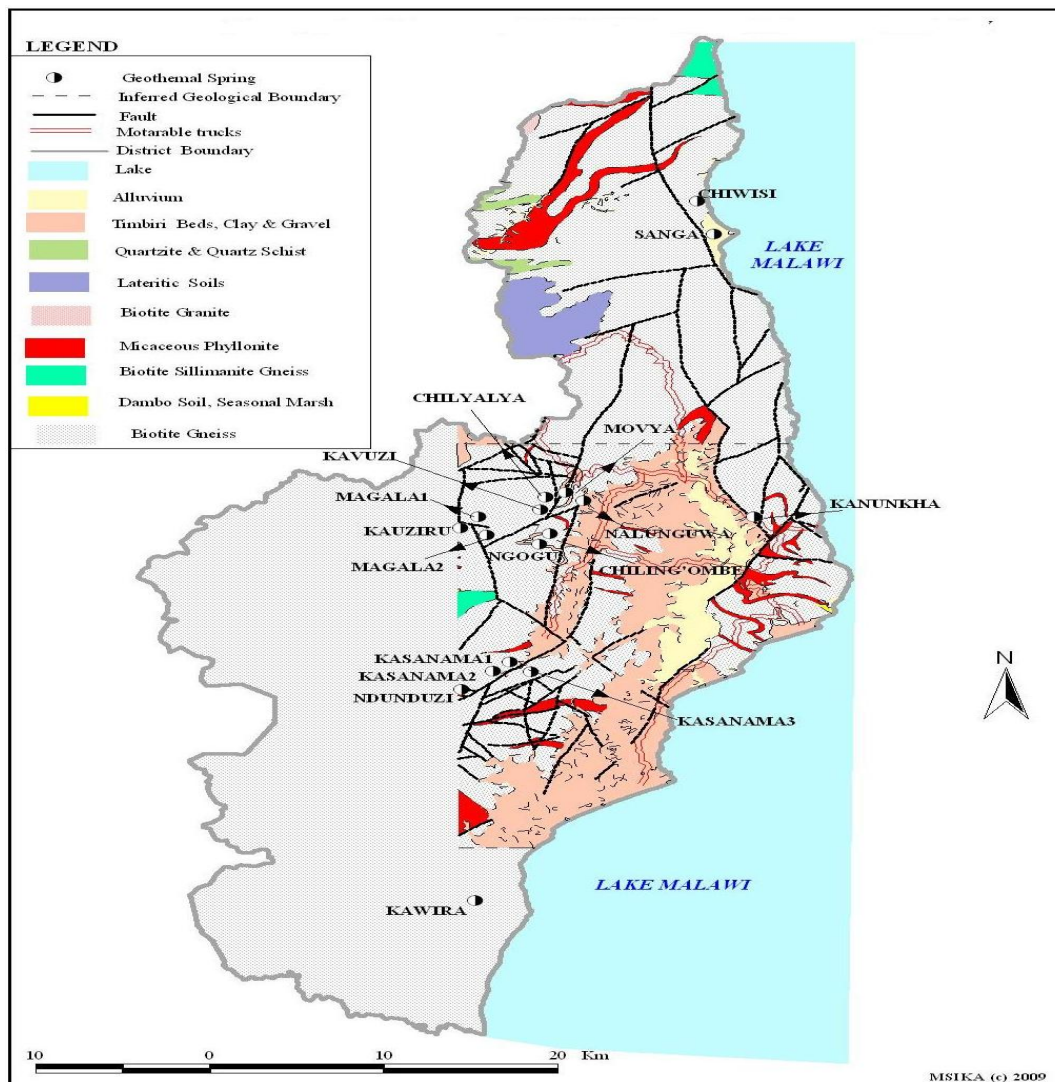 LEGEND
Geothemal Spring
Inferred Geological Boundary
Fault
Motarable trucks
District Boundary
Lake
Alluvium
Timbiri Beds, Clay & Gravel
Quartzite & Quartz Schist
Lateritic Soils
Biotite Granite
Micaceous Phyllonite
Biotite Sillimanite Gneiss
Dambo Soil, Seasonal Marsh
Biotite Gneiss
CHIWISI
SANGA
LAKE
MALAWI
CHILYALYA
MOVYA
KAVUZI
MAGALA1
KANUNKHA
KAUZIRU
NALUNGUWA
NGOGU
MAGALA2
CHILING'OMBE
KASANAMA1
KASANAMA2
NDUNDUZI
KASANAMA3
N
LAKE MALAWI
KAWIRA
10 0 10 20 Km
MSIKA (c) 2009